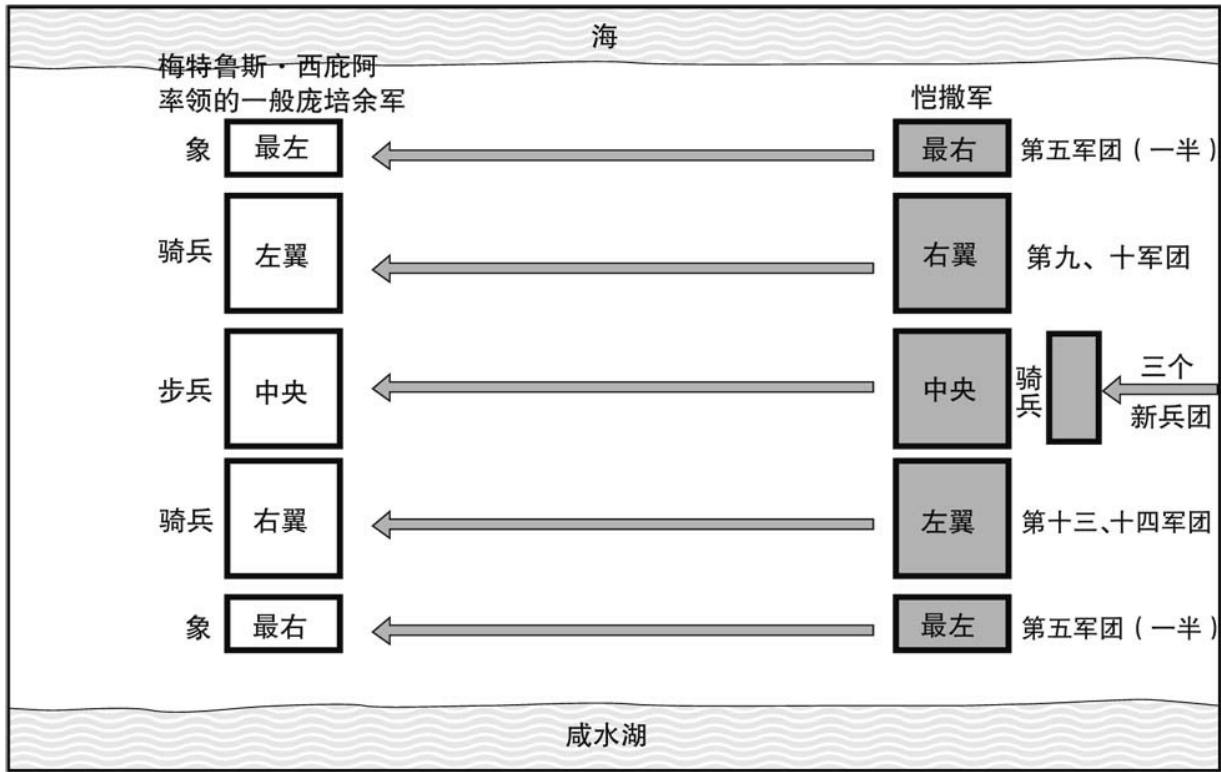 海
梅特鲁斯·西庇阿
率领的一般庞培余军
恺撒军
象
最左
最右
第五军团（一半）
骑兵
左翼
右翼
第九、十军团
步兵
中央
中央
骑兵
三个
新兵团
骑兵
右翼
左翼
第十三、十四军团
象
最右
最左
第五军团（一半）
咸水湖